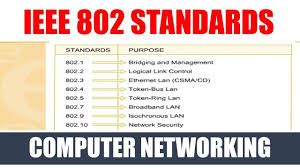 IEEE 802 STANDARDS
STANDARDS PURPOSE
802.1 Bridging and Management
802.2 Logical Link Control
802.3 Ethernet (CSMA/CD)
802.4 Token-Bus Lan
802.5 Token-Ring Lan
802.7 Broadband LAN
802.9 Isochronous LAN
802.10 Network Security
COMPUTER NETWORKING